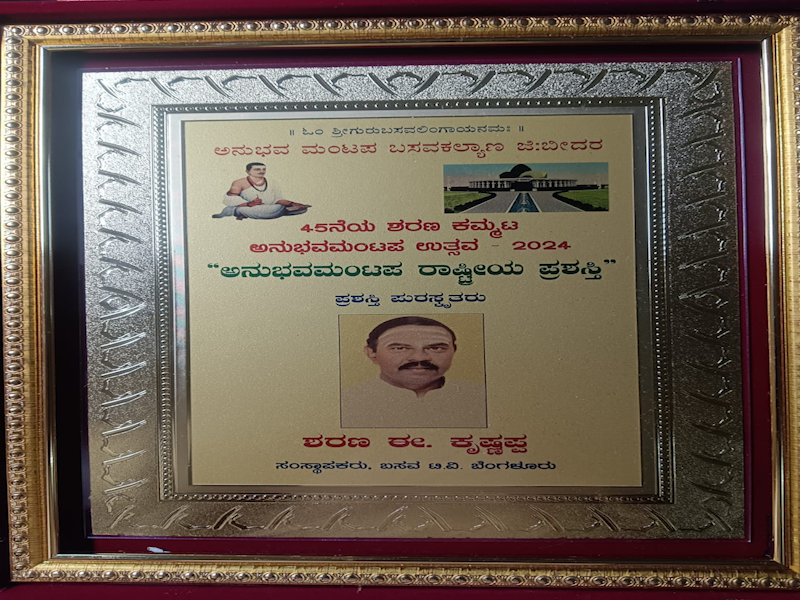 ॥ ಓಂ ಶ್ರೀಗುರುಬಸವಲಿಂಗಾಯನಮಃ ॥
ಅನುಭವ ಮಂಟಪ ಬಸವಕಲ್ಯಾಣ ಜಿ:ಬೀದರ
45ನೆಯ ಶರಣ ಕಮ್ಮಟ
ಅನುಭವಮಂಟಪ ಉತ್ಸವ - 2024
“ಅನುಭವಮಂಟಪ ರಾಷ್ಟ್ರೀಯ ಪ್ರಶಸ್ತಿ”
ಪ್ರಶಸ್ತಿ ಪುರಸ್ಕೃತರು
ಶರಣ ಈ. ಕೃಷ್ಣಪ್ಪ
ಸಂಸ್ಥಾಪಕರು, ಬಸವ ಟಿ.ವಿ. ಬೆಂಗಳೂರು